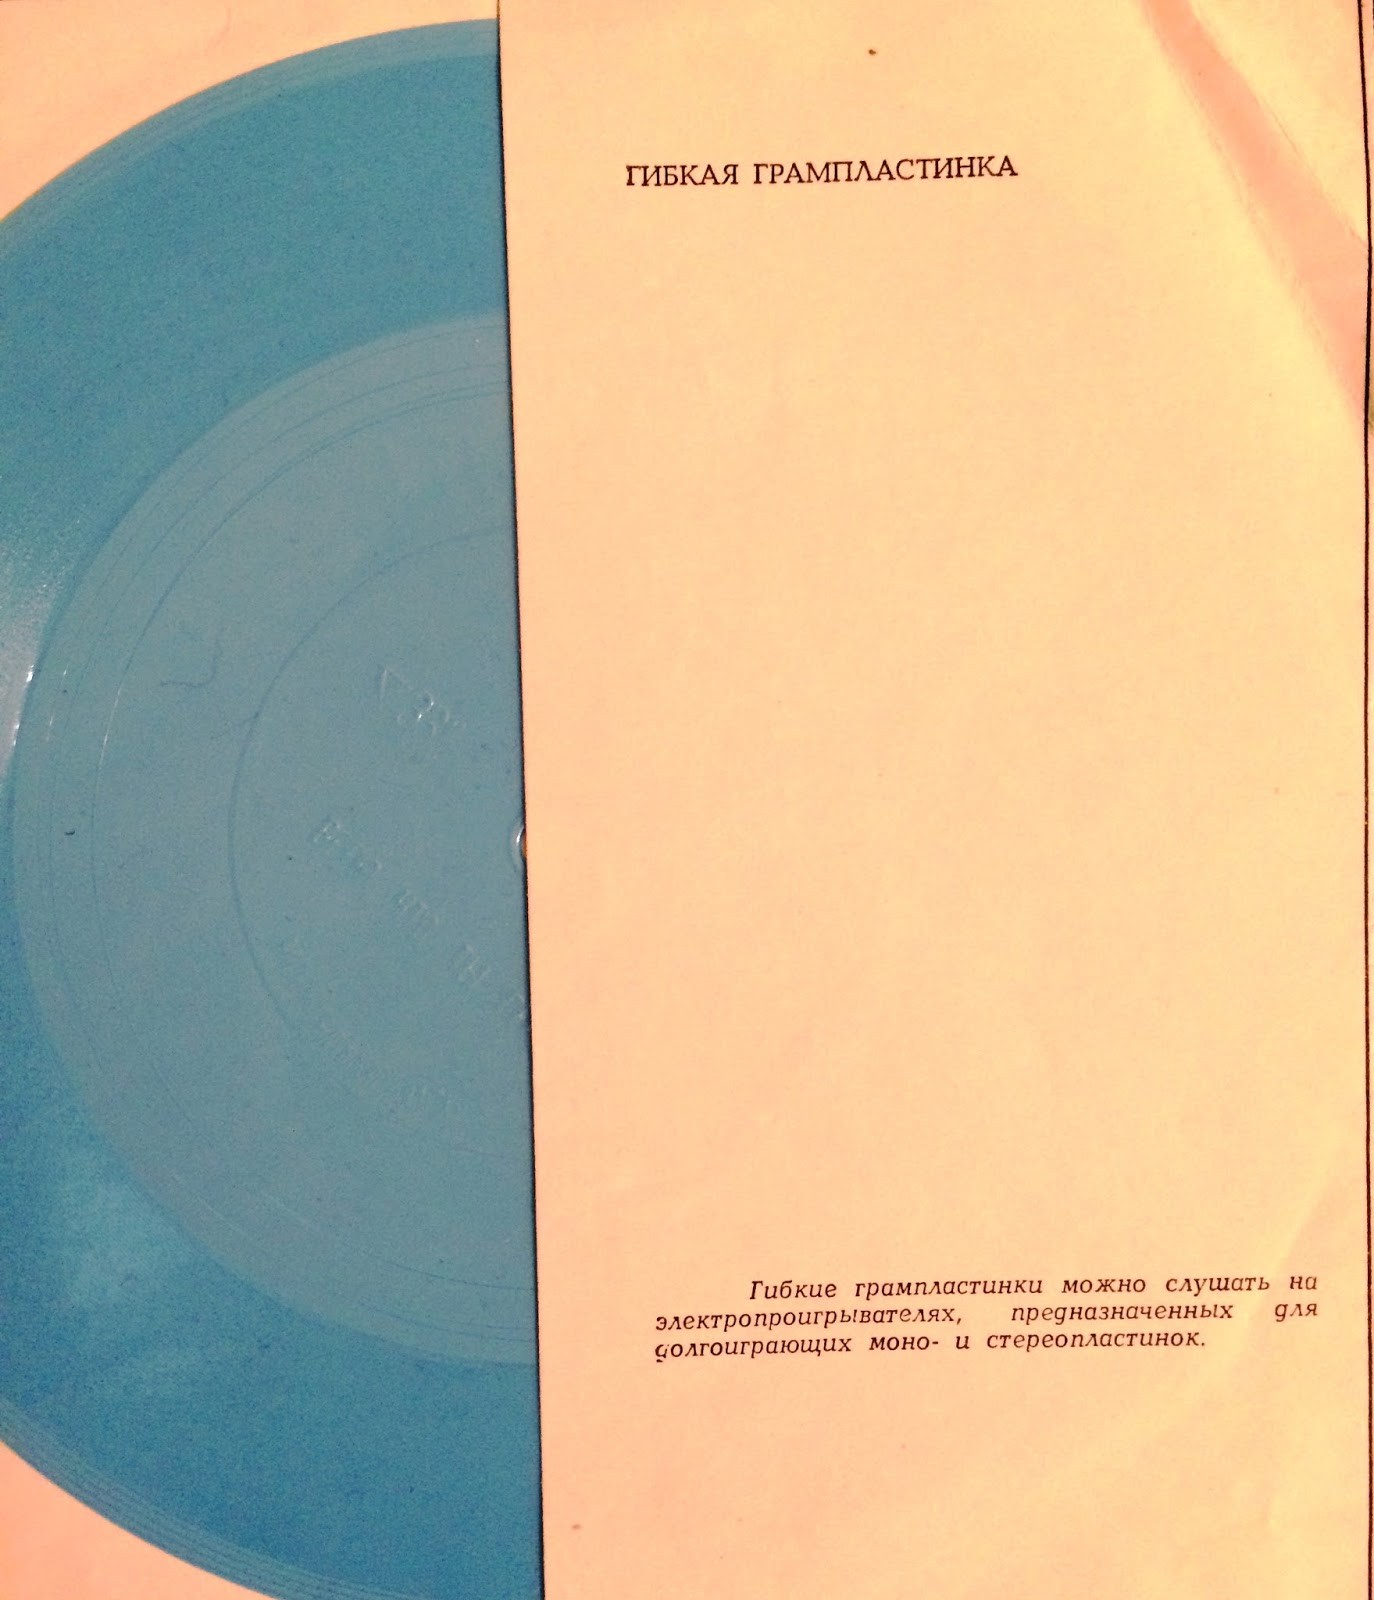 ГИБКАЯ ГРАМПЛАСТИНКА
Гибкие грампластинки можно слушать на
электропроигрывателях, предназначенных для
долгоиграющих моно- и стереопластинок.